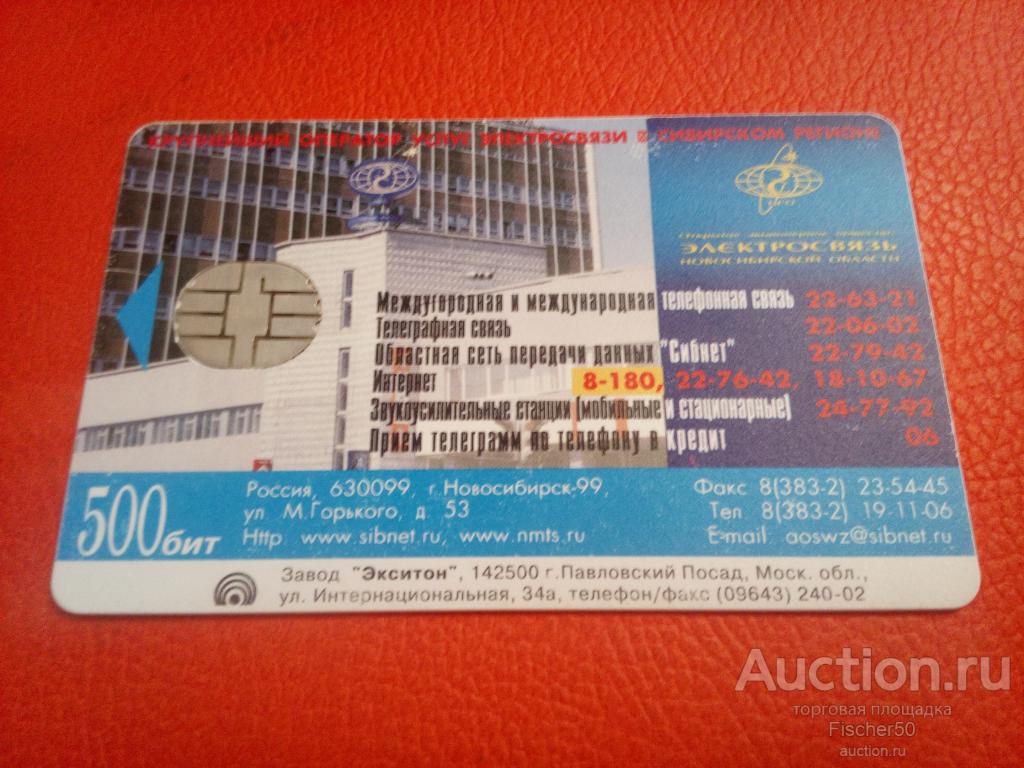 КРУПНЕЙШИЙ ОПЕРАТОР УСЛУГ ЭЛЕКТРОСВЯЗИ В СИБИРСКОМ РЕГИОНЕ
Открытое акционерное общество
ЭЛЕКТРОСВЯЗЬ
НОВОСИБИРСКОЙ ОБЛАСТИ
Междугородная и международная телефонная связь 22-63-21
Телеграфная связь 22-06-02
Областная сеть передачи данных "Сибнет" 22-79-42
Интернет 8-180, 22-76-42, 18-10-67
Звукоусилительные станции (мобильные и стационарные) 24-77-92
Прием телеграмм по телефону в кредит 06
500бит
Россия, 630099, г.Новосибирск-99, Факс 8(383-2) 23-54-45
ул. М.Горького, д. 53 Тел. 8(383-2) 19-11-06
Http: www.sibnet.ru, www.nmts.ru E-mail: aoswz@sibnet.ru
Завод "Экситон", 142500 г.Павловский Посад, Моск. обл.,
ул. Интернациональная, 34а, телефон/факс (09643) 240-02
Auction.ru
торговая площадка
Fischer50
auction.ru